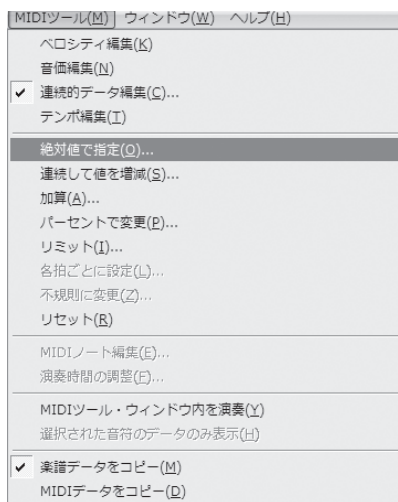 MIDIツール(M) ウィンドウ(W) ヘルプ(H)
ベロシティ編集(K)
音価編集(N)
連続的データ編集(C)...
テンポ編集(T)
絶対値で指定(O)...
連続して値を増減(S)...
加算(A)...
パーセントで変更(P)...
リミット(I)...
各拍ごとに設定(L)...
不規則に変更(Z)...
リセット(R)
MIDIノート編集(E)...
演奏時間の調整(F)...
MIDIツール・ウィンドウ内を演奏(Y)
選択された音符のデータのみ表示(H)
楽譜データをコピー(M)
MIDIデータをコピー(D)